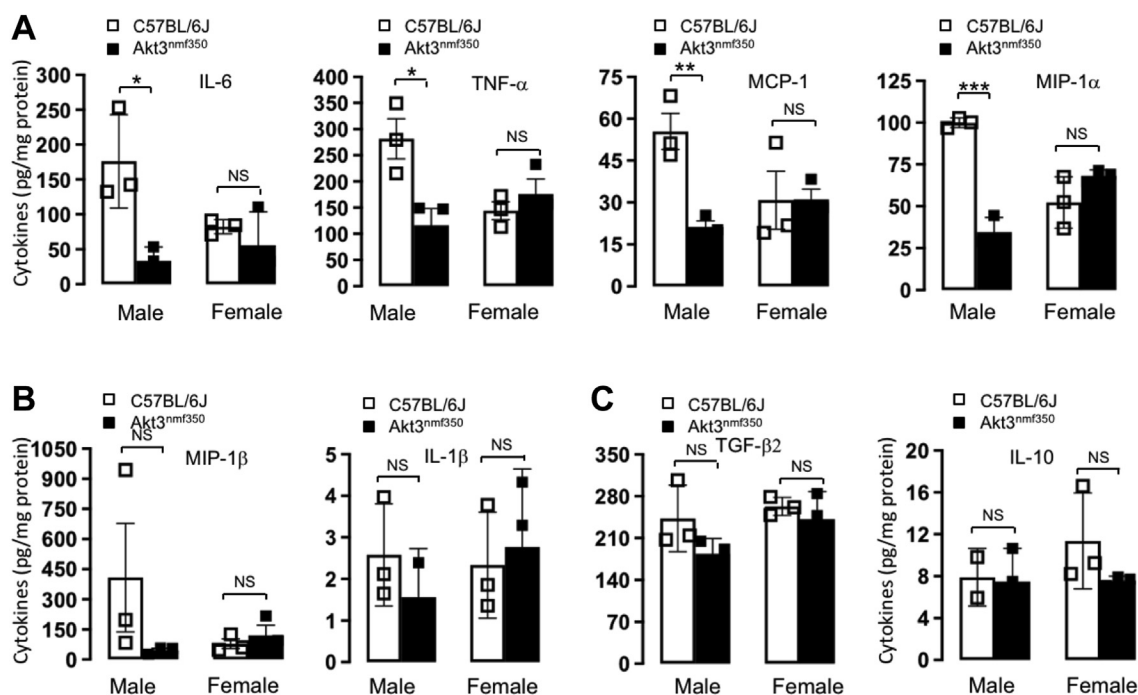 A
C57BL/6J
Akt3nmf350
Cytokines (pg/mg protein)
300
250
200
150
100
50
0
IL-6
*
NS
Male
Female
C57BL/6J
Akt3nmf350
400
350
300
250
200
150
100
50
0
TNF-α
*
NS
Male
Female
C57BL/6J
Akt3nmf350
75
60
45
30
15
0
MCP-1
**
NS
Male
Female
C57BL/6J
Akt3nmf350
125
100
75
50
25
0
MIP-1α
***
NS
Male
Female
B
C57BL/6J
Akt3nmf350
Cytokines (pg/mg protein)
1050
900
750
600
450
300
150
0
MIP-1β
NS
NS
Male
Female
C57BL/6J
Akt3nmf350
5
4
3
2
1
0
IL-1β
NS
NS
Male
Female
C
C57BL/6J
Akt3nmf350
350
280
210
140
70
0
TGF-β2
NS
NS
Male
Female
C57BL/6J
Akt3nmf350
Cytokines (pg/mg protein)
20
16
12
8
4
0
IL-10
NS
NS
Male
Female